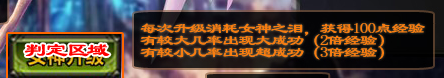 每次升级消耗女神之泪，获得100点经验
有较大几率出现大成功（2倍经验）
有较小几率出现超成功（3倍经验）
判定区域
女神升级